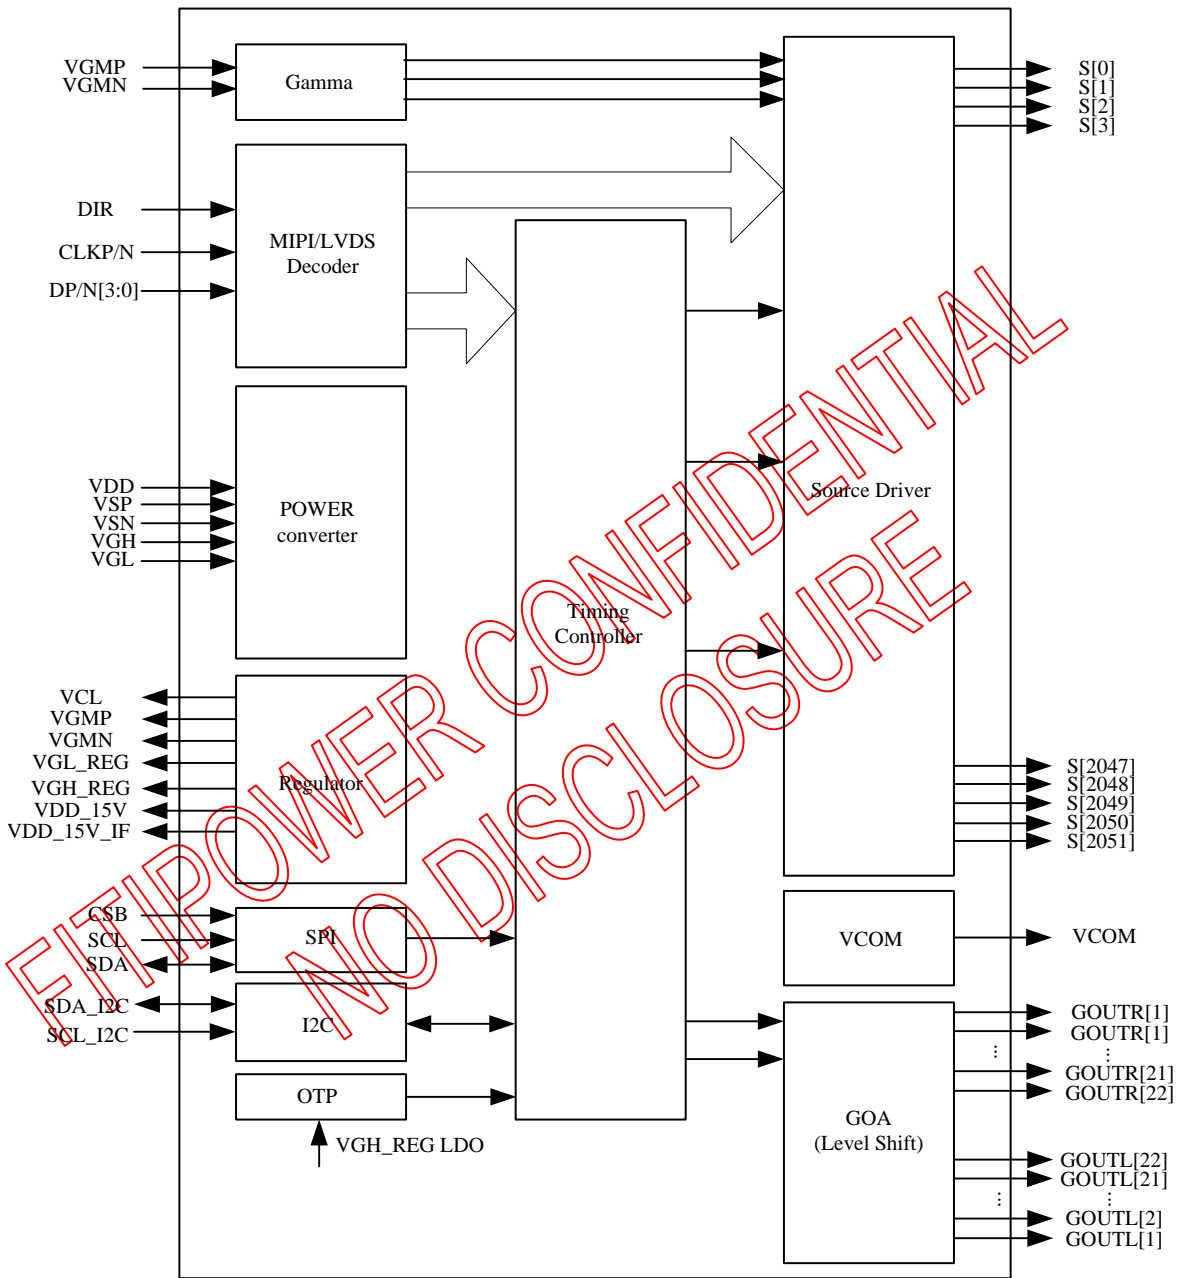 VGMP
VGMN
Gamma
S[0]
S[1]
S[2]
S[3]
DIR
CLKP/N
DP/N[3:0]
MIPI/LVDS
Decoder
VDD
VSP
VSN
VGH
VGL
POWER
converter
Timing
Controller
Source Driver
VCL
VGMP
VGMN
VGL_REG
VGH_REG
VDD_15V
VDD_15V_IF
Regulator
S[2047]
S[2048]
S[2049]
S[2050]
S[2051]
CSB
SCL
SDA
SPI
VCOM
VCOM
SDA_I2C
SCL_I2C
I2C
OTP
VGH_REG LDO
GOA
(Level Shift)
GOUTR[1]
GOUTR[1]
...
...
GOUTR[21]
GOUTR[22]
GOUTL[22]
GOUTL[21]
...
...
GOUTL[2]
GOUTL[1]
FITIPOWER CONFIDENTIAL
NO DISCLOSURE